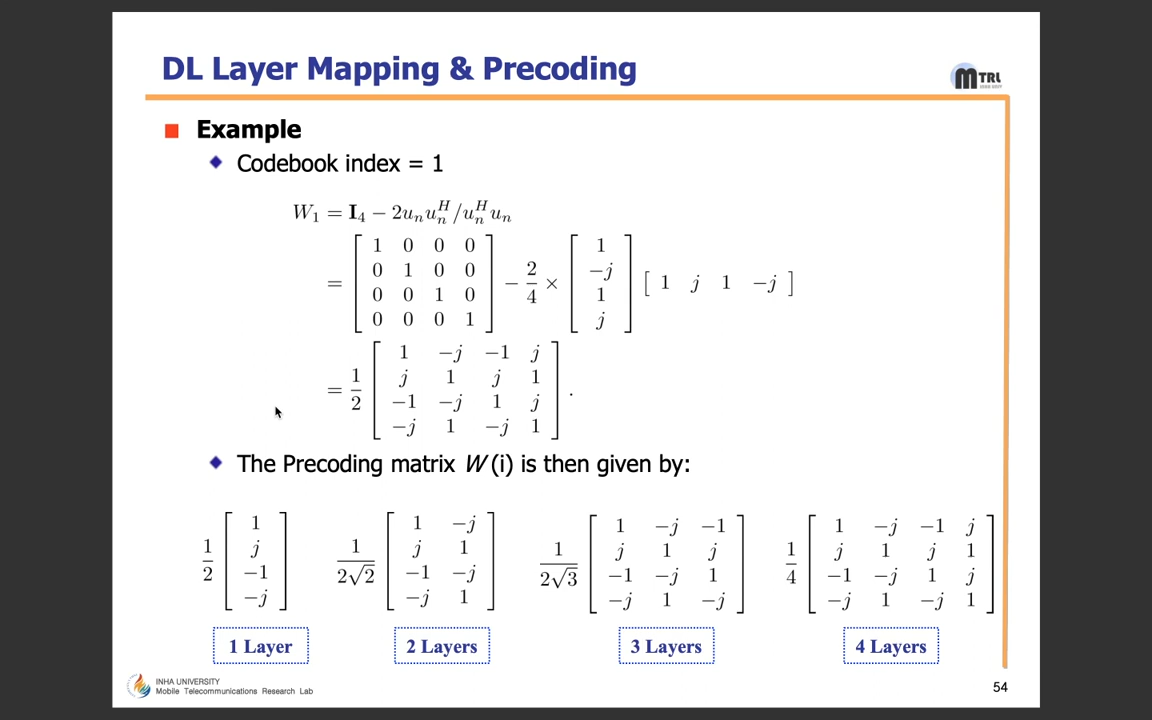 DL Layer Mapping & Precoding
MTRL
Example
Codebook index = 1
W₁ = I₄ − 2uₙuₙᴴ/uₙᴴuₙ
= [ 1 0 0 0
0 1 0 0
0 0 1 0
0 0 0 1 ] − 2/4 × [ 1
−j
1
j ] [ 1 j 1 −j ]
= 1/2 [ 1 −j −1 j
j 1 j 1
−1 −j 1 j
−j 1 −j 1 ] .
The Precoding matrix W(i) is then given by:
1/2 [ 1
j
−1
−j ]
1/2√2 [ 1 −j
j 1
−1 −j
−j 1 ]
1/2√3 [ 1 −j −1
j 1 j
−1 −j 1
−j 1 −j ]
1/4 [ 1 −j −1 j
j 1 j 1
−1 −j 1 j
−j 1 −j 1 ]
1 Layer
2 Layers
3 Layers
4 Layers
INHA UNIVERSITY
Mobile Telecommunications Research Lab
54